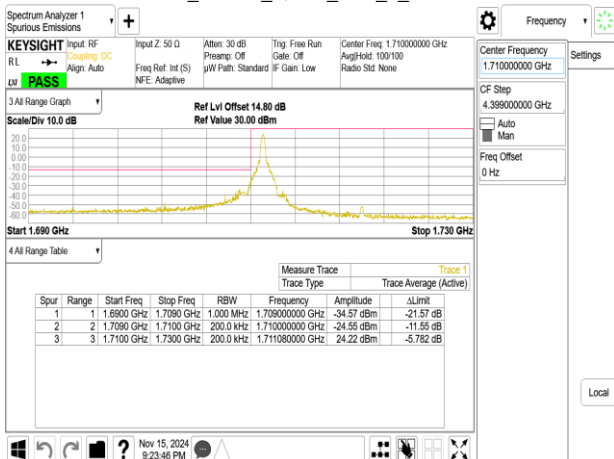 Spectrum Analyzer 1
Spurious Emissions
Frequency
KEYSIGHT Input: RF Input Z: 50 Ω Atten: 30 dB Trig: Free Run Center Freq: 1.710000000 GHz
RL Coupling: DC Preamp: Off Gate: Off Avg|Hold: 100/100
Align: Auto Freq Ref: Int (S) µW Path: Standard IF Gain: Low Radio Std: None
NFE: Adaptive
PASS
Center Frequency
1.710000000 GHz
Settings
CF Step
4.399000000 GHz
Auto
Man
Freq Offset
0 Hz
3 All Range Graph
Ref Lvl Offset 14.80 dB
Scale/Div 10.0 dB Ref Value 30.00 dBm
20.0
10.0
0.00
-10.0
-20.0
-30.0
-40.0
-50.0
-60.0
Start 1.690 GHz Stop 1.730 GHz
4 All Range Table
Measure Trace Trace 1
Trace Type Trace Average (Active)
Spur Range Start Freq Stop Freq RBW Frequency Amplitude ΔLimit
1 1 1.6900 GHz 1.7090 GHz 1.000 MHz 1.709000000 GHz -34.57 dBm -21.57 dB
2 2 1.7090 GHz 1.7100 GHz 200.0 kHz 1.710000000 GHz -24.55 dBm -11.55 dB
3 3 1.7100 GHz 1.7300 GHz 200.0 kHz 1.711080000 GHz 24.22 dBm -5.782 dB
Local
Nov 15, 2024
9:23:46 PM